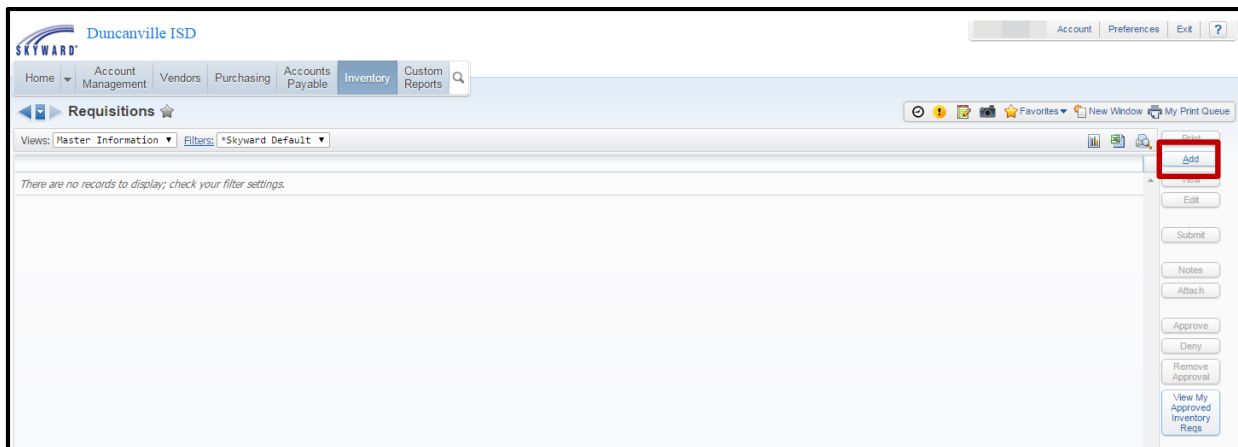 Duncanville ISD
SKYWARD
Account Preferences Exit ?
Home Account Management Vendors Purchasing Accounts Payable Inventory Custom Reports
Requisitions
Favorites New Window My Print Queue
Views: Master Information Filters: *Skyward Default
Print
Add
There are no records to display; check your filter settings.
View
Edit
Submit
Notes
Attach
Approve
Deny
Remove
Approval
View My
Approved
Inventory
Reqs